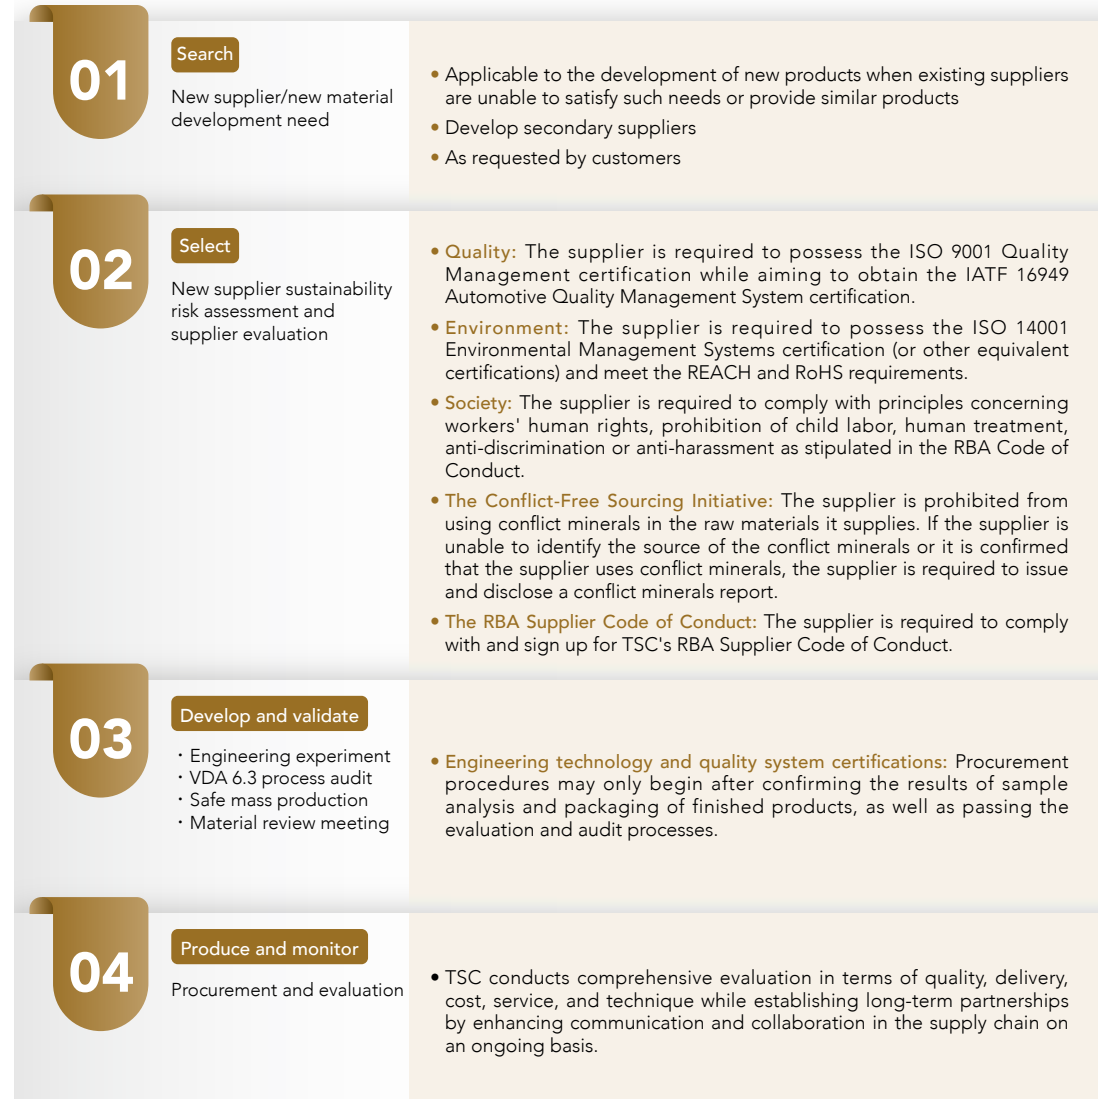 01
Search
New supplier/new material
development need
• Applicable to the development of new products when existing suppliers
are unable to satisfy such needs or provide similar products
• Develop secondary suppliers
• As requested by customers
02
Select
New supplier sustainability
risk assessment and
supplier evaluation
• Quality: The supplier is required to possess the ISO 9001 Quality
Management certification while aiming to obtain the IATF 16949
Automotive Quality Management System certification.
• Environment: The supplier is required to possess the ISO 14001
Environmental Management Systems certification (or other equivalent
certifications) and meet the REACH and RoHS requirements.
• Society: The supplier is required to comply with principles concerning
workers' human rights, prohibition of child labor, human treatment,
anti-discrimination or anti-harassment as stipulated in the RBA Code of
Conduct.
• The Conflict-Free Sourcing Initiative: The supplier is prohibited from
using conflict minerals in the raw materials it supplies. If the supplier is
unable to identify the source of the conflict minerals or it is confirmed
that the supplier uses conflict minerals, the supplier is required to issue
and disclose a conflict minerals report.
• The RBA Supplier Code of Conduct: The supplier is required to comply
with and sign up for TSC's RBA Supplier Code of Conduct.
03
Develop and validate
・Engineering experiment
・VDA 6.3 process audit
・Safe mass production
・Material review meeting
• Engineering technology and quality system certifications: Procurement
procedures may only begin after confirming the results of sample
analysis and packaging of finished products, as well as passing the
evaluation and audit processes.
04
Produce and monitor
Procurement and evaluation
• TSC conducts comprehensive evaluation in terms of quality, delivery,
cost, service, and technique while establishing long-term partnerships
by enhancing communication and collaboration in the supply chain on
an ongoing basis.